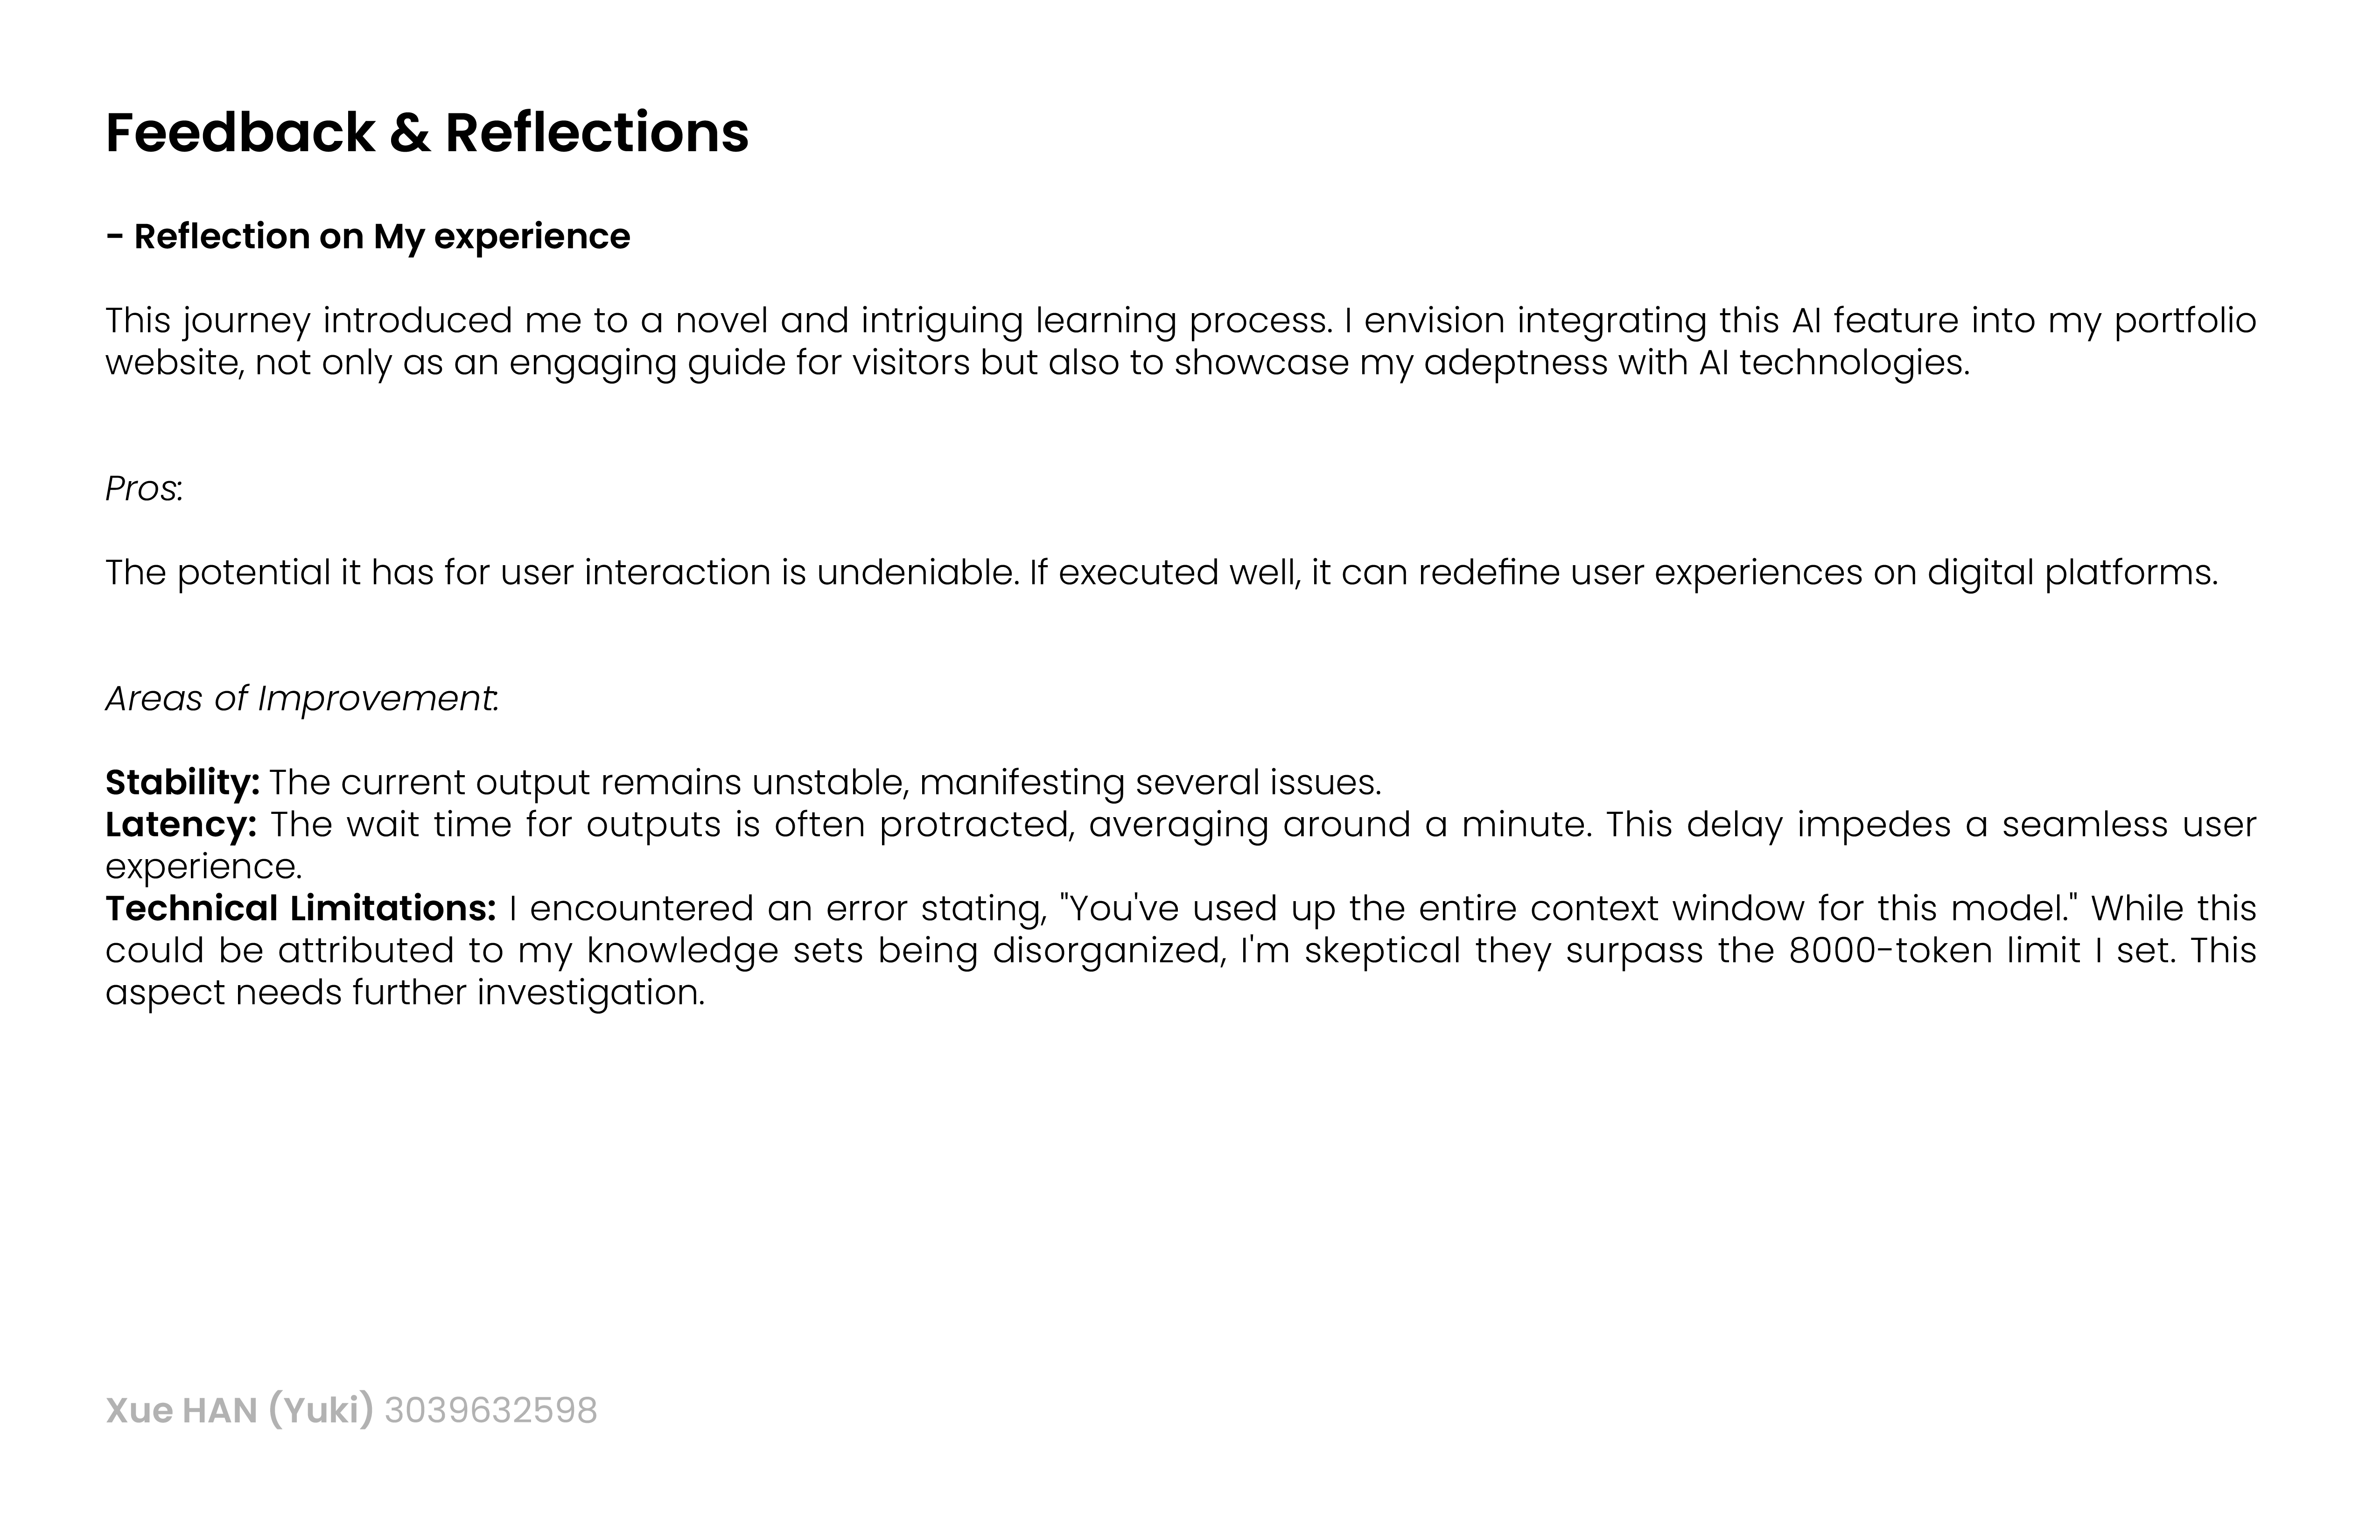 Feedback & Reflections
- Reflection on My experience
This journey introduced me to a novel and intriguing learning process. I envision integrating this AI feature into my portfolio
website, not only as an engaging guide for visitors but also to showcase my adeptness with AI technologies.
Pros:
The potential it has for user interaction is undeniable. If executed well, it can redefine user experiences on digital platforms.
Areas of Improvement:
Stability: The current output remains unstable, manifesting several issues.
Latency: The wait time for outputs is often protracted, averaging around a minute. This delay impedes a seamless user
experience.
Technical Limitations: I encountered an error stating, "You've used up the entire context window for this model." While this
could be attributed to my knowledge sets being disorganized, I'm skeptical they surpass the 8000-token limit I set. This
aspect needs further investigation.
Xue HAN (Yuki) 3039632598